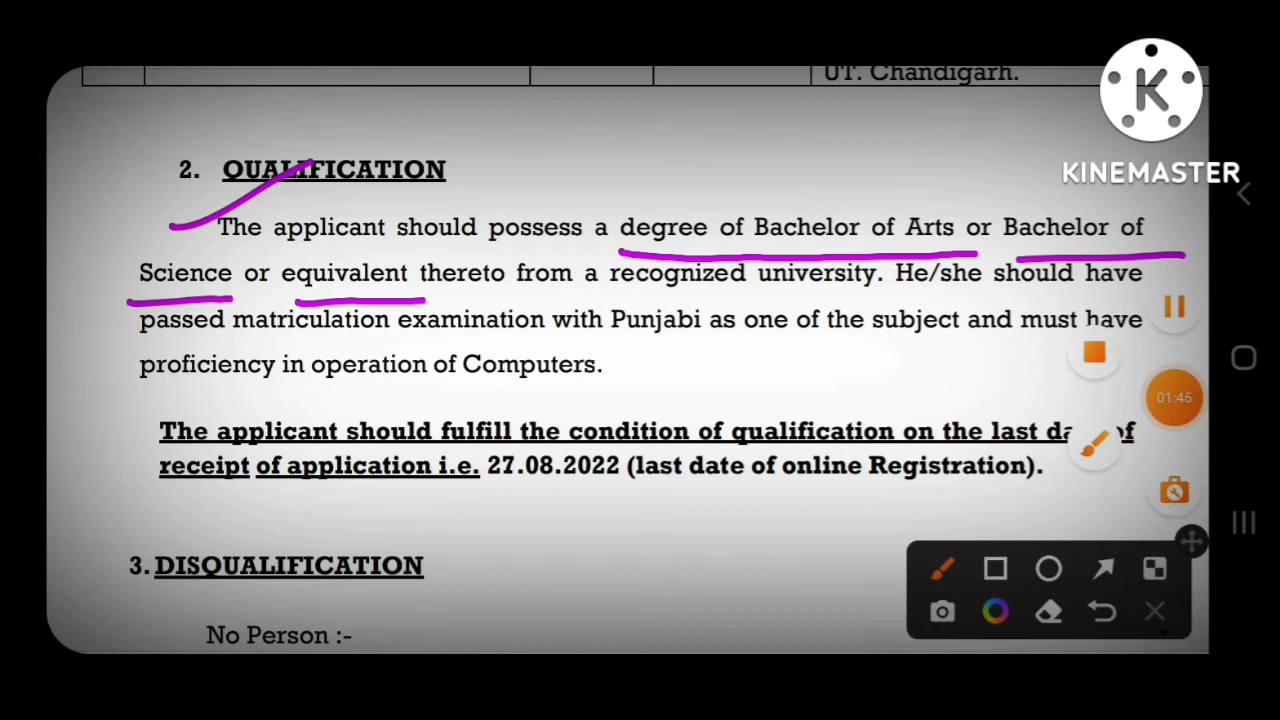 UT. Chandigarh.
KINEMASTER
2. QUALIFICATION
The applicant should possess a degree of Bachelor of Arts or Bachelor of
Science or equivalent thereto from a recognized university. He/she should have
passed matriculation examination with Punjabi as one of the subject and must have
proficiency in operation of Computers.
01:46
The applicant should fulfill the condition of qualification on the last of
receipt of application i.e. 27.08.2022 (last date of online Registration).
3. DISQUALIFICATION
No Person :-